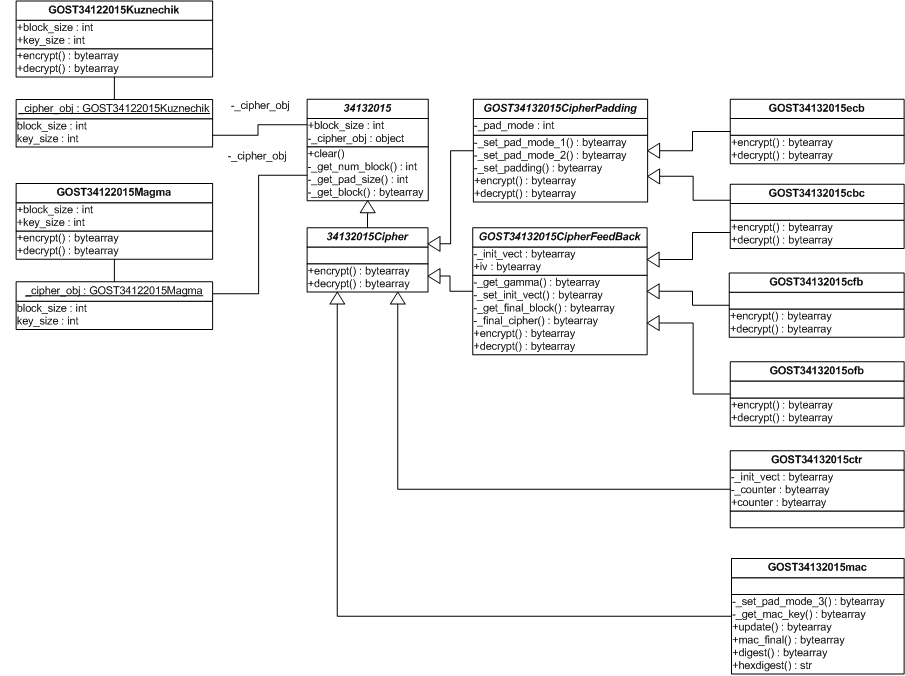 GOST34122015Kuznechik
+block_size : int
+key_size : int
+encrypt() : bytearray
+decrypt() : bytearray
_cipher_obj : GOST34122015Kuznechik
block_size : int
key_size : int
-_cipher_obj
-_cipher_obj
GOST34122015Magma
+block_size : int
+key_size : int
+encrypt() : bytearray
+decrypt() : bytearray
_cipher_obj : GOST34122015Magma
block_size : int
key_size : int
34132015
+block_size : int
-_cipher_obj : object
+clear()
-_get_num_block() : int
-_get_pad_size() : int
-_get_block() : bytearray
34132015Cipher
+encrypt() : bytearray
+decrypt() : bytearray
GOST34132015CipherPadding
-_pad_mode : int
-_set_pad_mode_1() : bytearray
-_set_pad_mode_2() : bytearray
-_set_padding() : bytearray
+encrypt() : bytearray
+decrypt() : bytearray
GOST34132015CipherFeedBack
-_init_vect : bytearray
+iv : bytearray
-_get_gamma() : bytearray
-_set_init_vect() : bytearray
-_get_final_block() : bytearray
-_final_cipher() : bytearray
+encrypt() : bytearray
+decrypt() : bytearray
GOST34132015ecb
+encrypt() : bytearray
+decrypt() : bytearray
GOST34132015cbc
+encrypt() : bytearray
+decrypt() : bytearray
GOST34132015cfb
+encrypt() : bytearray
+decrypt() : bytearray
GOST34132015ofb
+encrypt() : bytearray
+decrypt() : bytearray
GOST34132015ctr
-_init_vect : bytearray
-_counter : bytearray
+counter : bytearray
GOST34132015mac
-_set_pad_mode_3() : bytearray
-_get_mac_key() : bytearray
+update() : bytearray
+mac_final() : bytearray
+digest() : bytearray
+hexdigest() : str